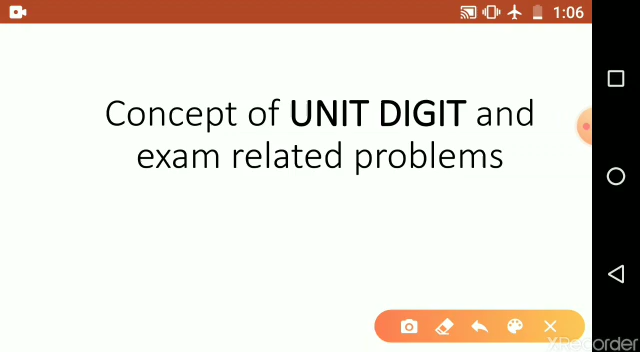 1:06
Concept of UNIT DIGIT and
exam related problems
XRecorder